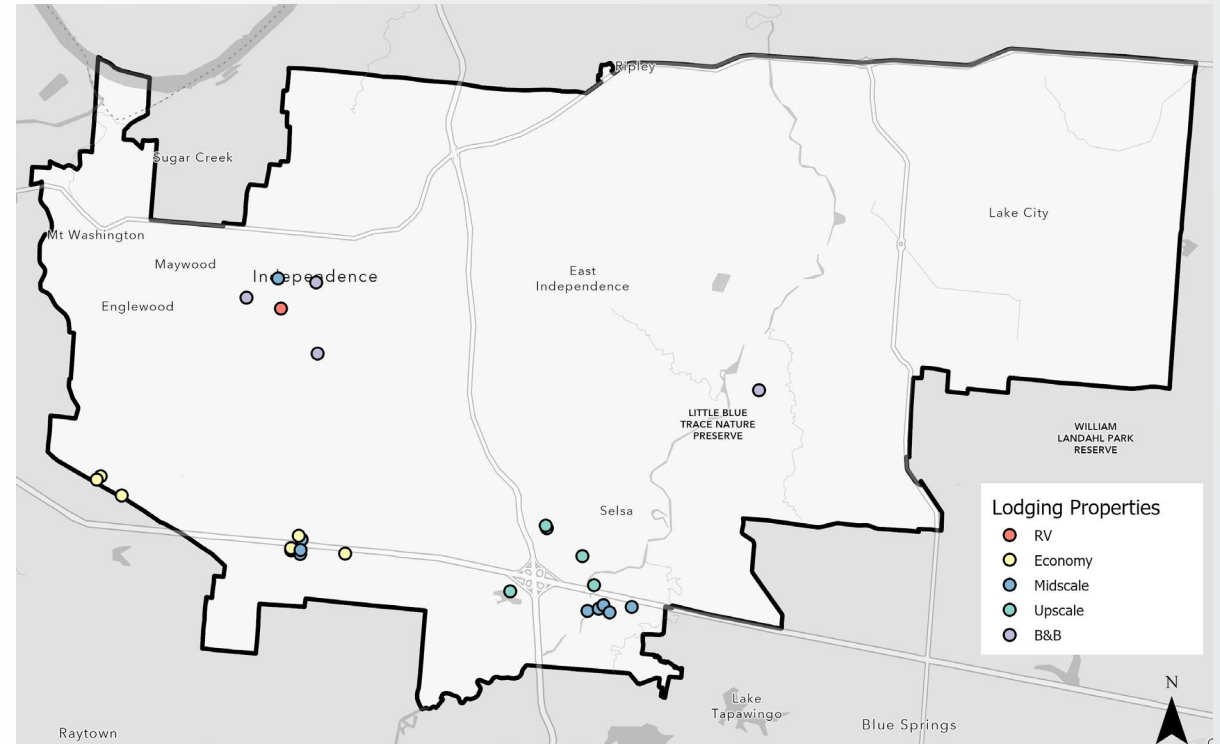 Ripley
Sugar Creek
Lake City
Mt Washington
Maywood
Independence
East
Independence
Englewood
LITTLE BLUE
TRACE NATURE
PRESERVE
WILLIAM
LANDAHL PARK
RESERVE
Selsa
Lodging Properties
RV
Economy
Midscale
Upscale
B&B
N
Lake
Tapawingo
Blue Springs
Raytown